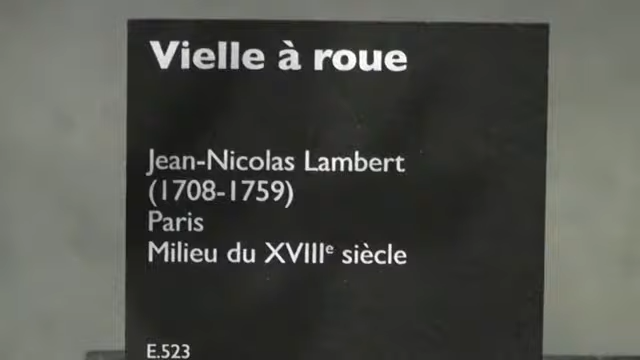 Vielle à roue
Jean-Nicolas Lambert
(1708-1759)
Paris
Milieu du XVIIIᵉ siècle
E.523